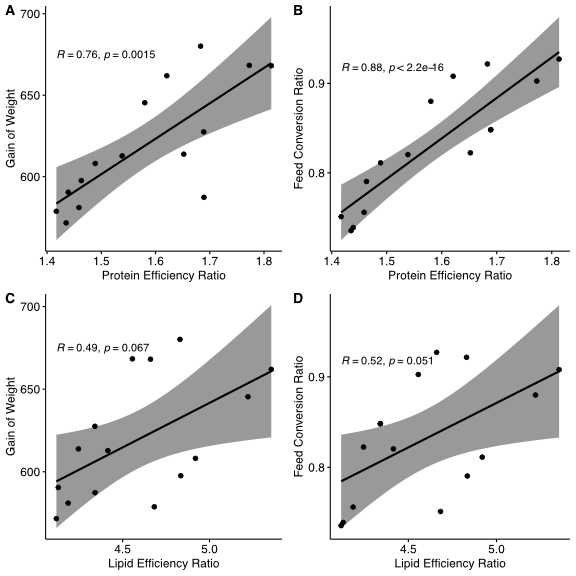 A
700
650
600
Gain of Weight
R = 0.76, p = 0.0015
1.4 1.5 1.6 1.7 1.8
Protein Efficiency Ratio
B
0.9
0.8
Feed Conversion Ratio
R = 0.88, p < 2.2e-16
1.4 1.5 1.6 1.7 1.8
Protein Efficiency Ratio
C
700
650
600
Gain of Weight
R = 0.49, p = 0.067
4.5 5.0
Lipid Efficiency Ratio
D
0.9
0.8
Feed Conversion Ratio
R = 0.52, p = 0.051
4.5 5.0
Lipid Efficiency Ratio